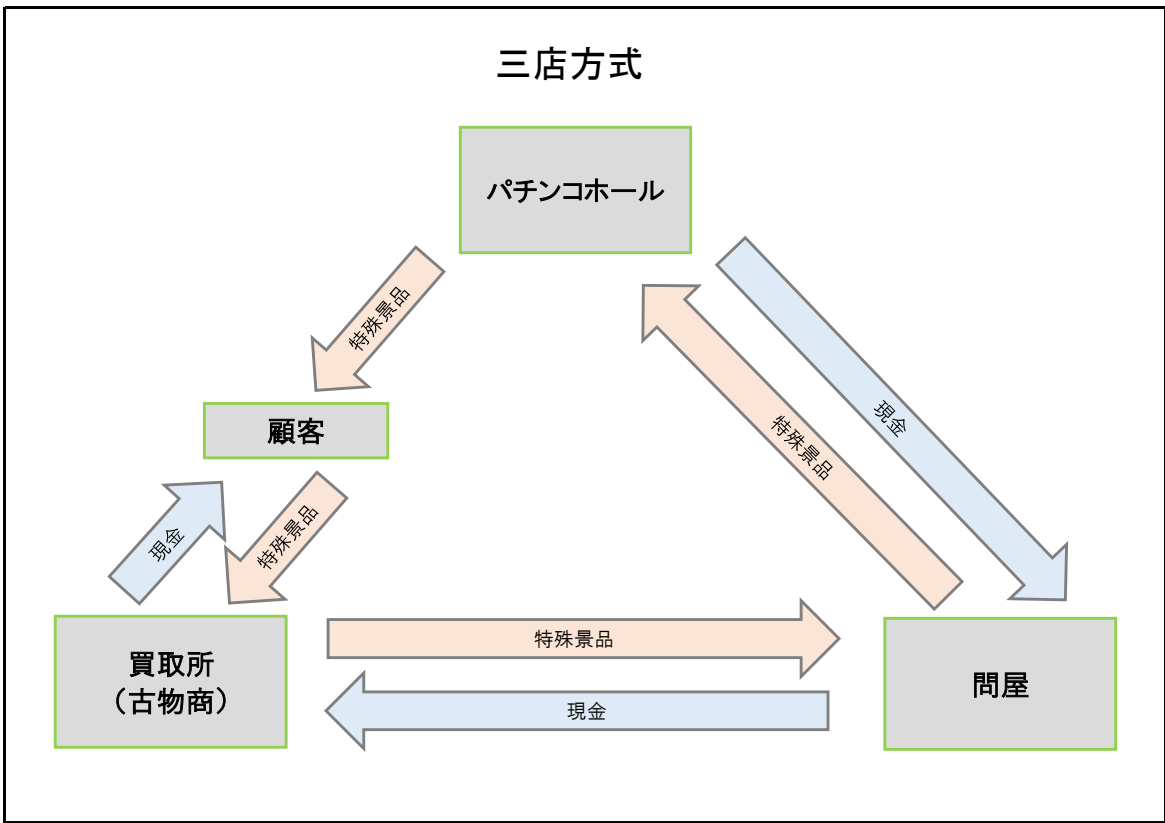 三店方式
パチンコホール
特殊景品
現金
特殊景品
顧客
現金
特殊景品
買取所
（古物商）
特殊景品
現金
問屋